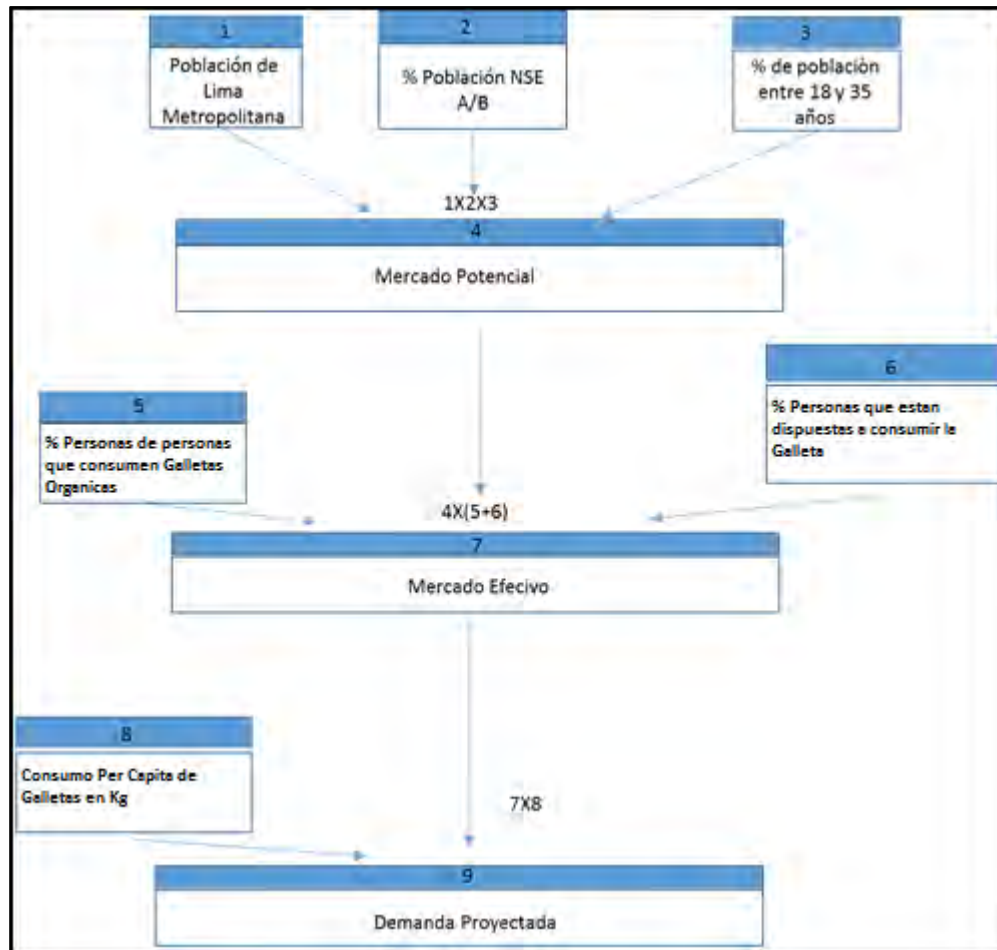 1
Población de
Lima
Metropolitana
2
% Población NSE
A/B
3
% de poblaciòn
entre 18 y 35
años
1X2X3
4
Mercado Potencial
5
% Personas de personas
que consumen Galletas
Organicas
6
% Personas que estan
dispuestas a consumir la
Galleta
4X(5+6)
7
Mercado Efecivo
8
Consumo Per Capita de
Galletas en Kg
7X8
9
Demanda Proyectada